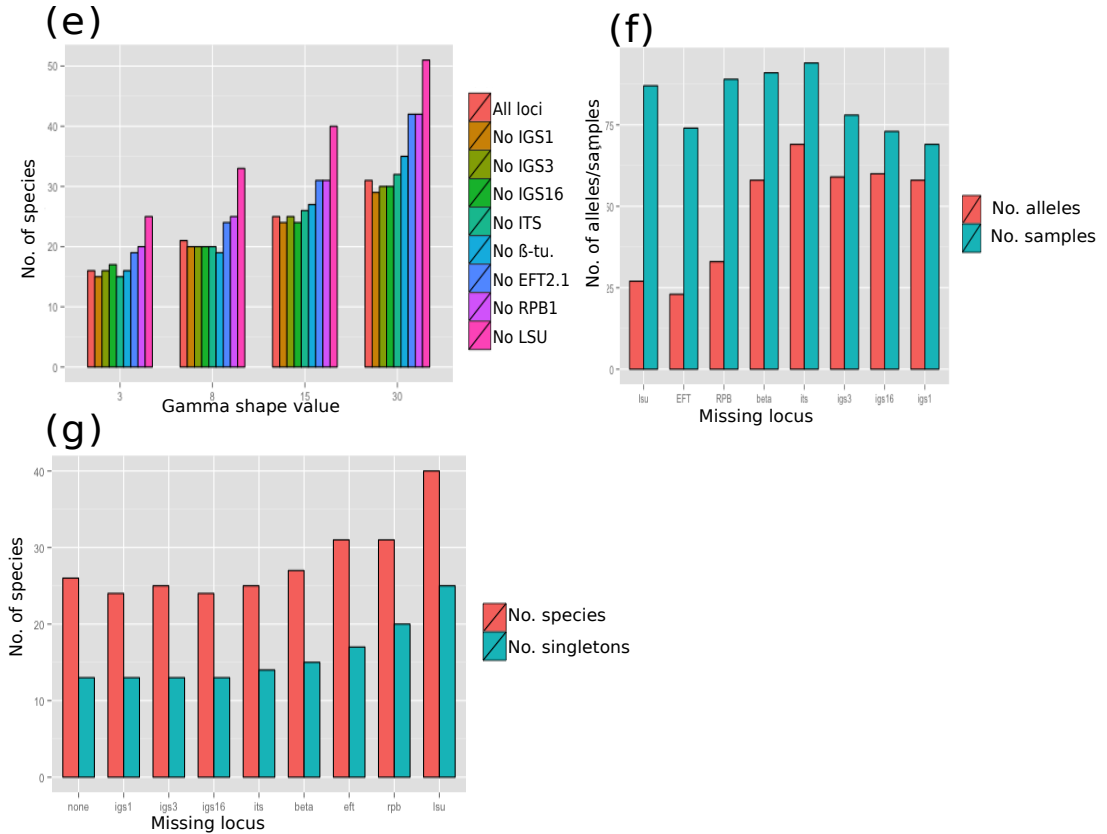 (e)
No. of species
50
40
30
20
10
0
3 8 15 30
Gamma shape value
All loci
No IGS1
No IGS3
No IGS16
No ITS
No ß-tu.
No EFT2.1
No RPB1
No LSU
(f)
No. of alleles/samples
75
50
25
0
lsu EFT RPB beta its igs3 igs16 igs1
Missing locus
No. alleles
No. samples
(g)
No. of species
40
30
20
10
0
none igs1 igs3 igs16 its beta eft rpb lsu
Missing locus
No. species
No. singletons